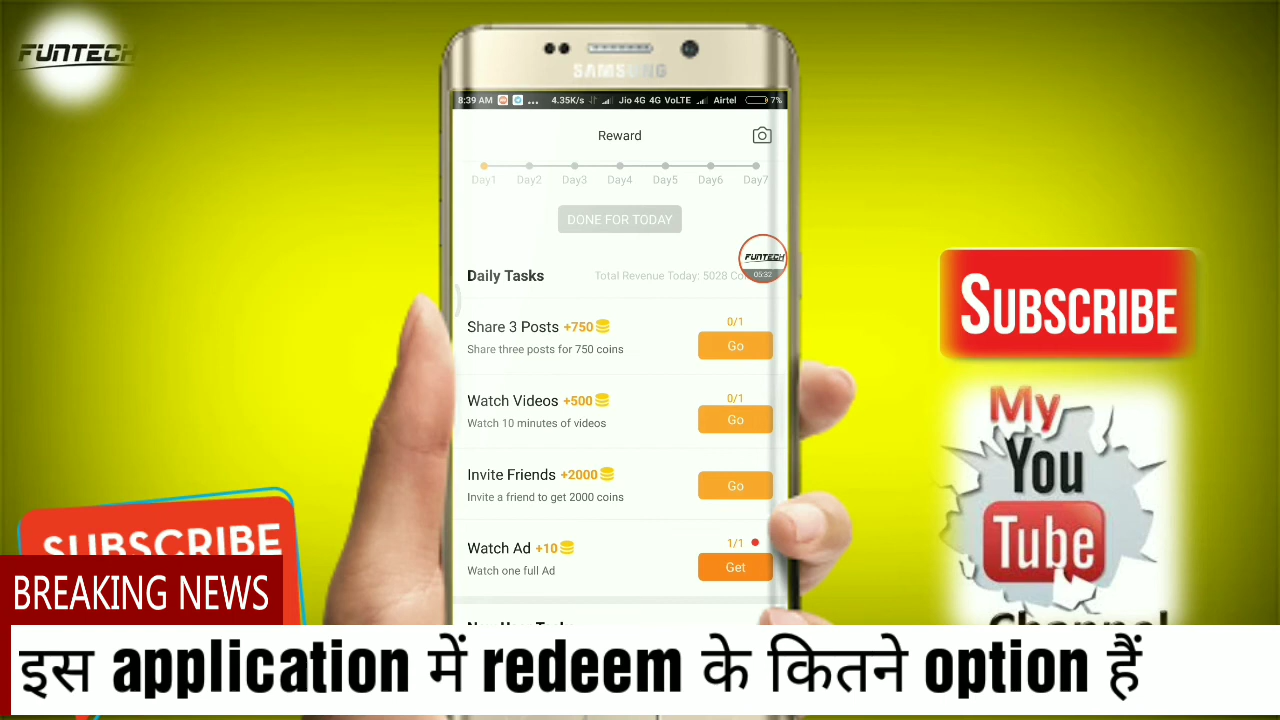 FUNTECH
SAMSUNG
8:39 AM ... 4.35K/s Jio 4G 4G VoLTE Airtel 7%
Reward
Day1 Day2 Day3 Day4 Day5 Day6 Day7
DONE FOR TODAY
FUNTECH
05:32
Daily Tasks
Total Revenue Today: 5028
Share 3 Posts +750
0/1
Share three posts for 750 coins
Go
Watch Videos +500
0/1
Watch 10 minutes of videos
Go
Invite Friends +2000
Invite a friend to get 2000 coins
Go
Watch Ad +10
1/1
Watch one full Ad
Get
SUBSCRIBE
My
You
Tube
Channel
SUBSCRIBE
BREAKING NEWS
इस application में redeem के कितने option हैं